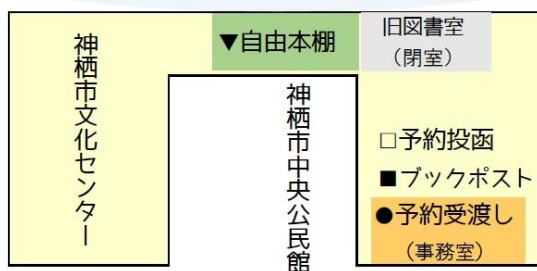 神栖市文化センター
▼自由本棚
旧図書室
（閉室）
神栖市中央公民館
□予約投函
■ブックポスト
●予約受渡し
（事務室）